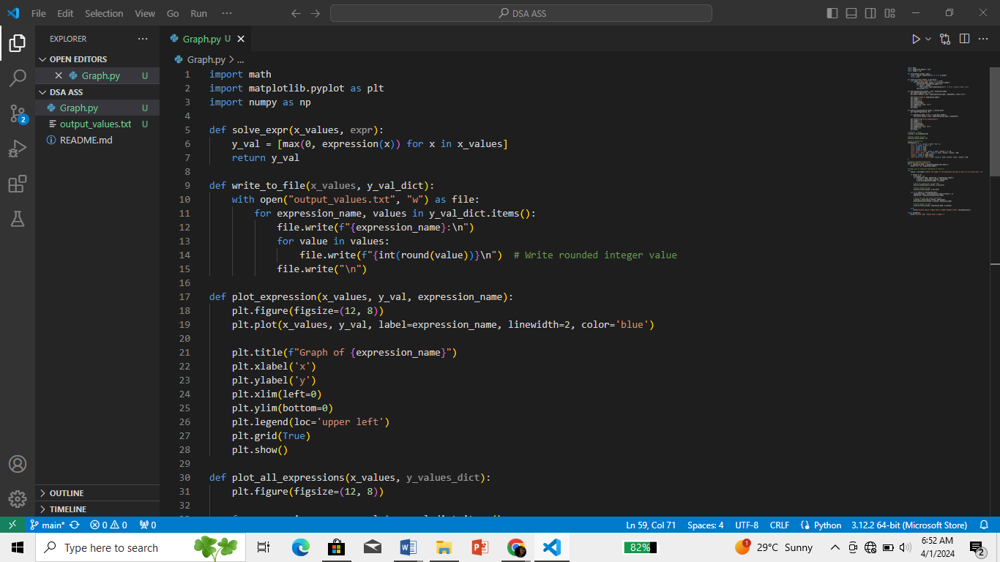 File Edit Selection View Go Run ··· DSA ASS
EXPLORER ···
OPEN EDITORS
Graph.py U
DSA ASS
Graph.py U
output_values.txt U
README.md
OUTLINE
TIMELINE
2
Graph.py U
Graph.py > ...
1 import math
2 import matplotlib.pyplot as plt
3 import numpy as np
4
5 def solve_expr(x_values, expr):
6 y_val = [max(0, expression(x)) for x in x_values]
7 return y_val
8
9 def write_to_file(x_values, y_val_dict):
10 with open("output_values.txt", "w") as file:
11 for expression_name, values in y_val_dict.items():
12 file.write(f"{expression_name}:\n")
13 for value in values:
14 file.write(f"{int(round(value))}\n")  # Write rounded integer value
15 file.write("\n")
16
17 def plot_expression(x_values, y_val, expression_name):
18 plt.figure(figsize=(12, 8))
19 plt.plot(x_values, y_val, label=expression_name, linewidth=2, color='blue')
20
21 plt.title(f"Graph of {expression_name}")
22 plt.xlabel('x')
23 plt.ylabel('y')
24 plt.xlim(left=0)
25 plt.ylim(bottom=0)
26 plt.legend(loc='upper left')
27 plt.grid(True)
28 plt.show()
29
30 def plot_all_expressions(x_values, y_values_dict):
31 plt.figure(figsize=(12, 8))
32
main* 0 0 0 Ln 59, Col 71 Spaces: 4 UTF-8 CRLF Python 3.12.2 64-bit (Microsoft Store)
Type here to search 82% 1 29°C Sunny 6:52 AM
4/1/2024 2